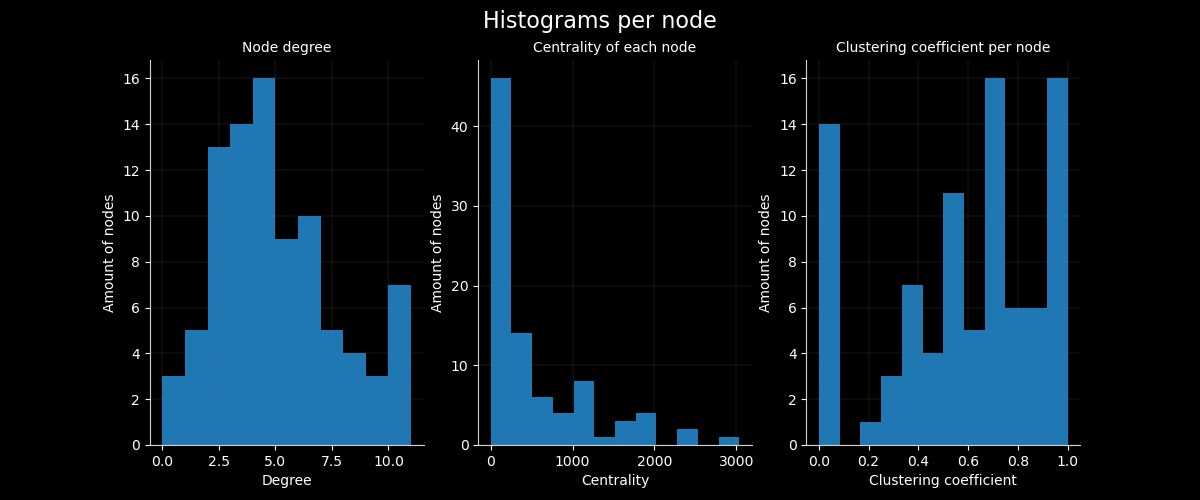 Histograms per node
Node degree
Centrality of each node
Clustering coefficient per node
16
14
12
10
8
6
4
2
0
Amount of nodes
0.0 2.5 5.0 7.5 10.0
Degree
40
30
20
10
0
Amount of nodes
0 1000 2000 3000
Centrality
16
14
12
10
8
6
4
2
0
Amount of nodes
0.0 0.2 0.4 0.6 0.8 1.0
Clustering coefficient